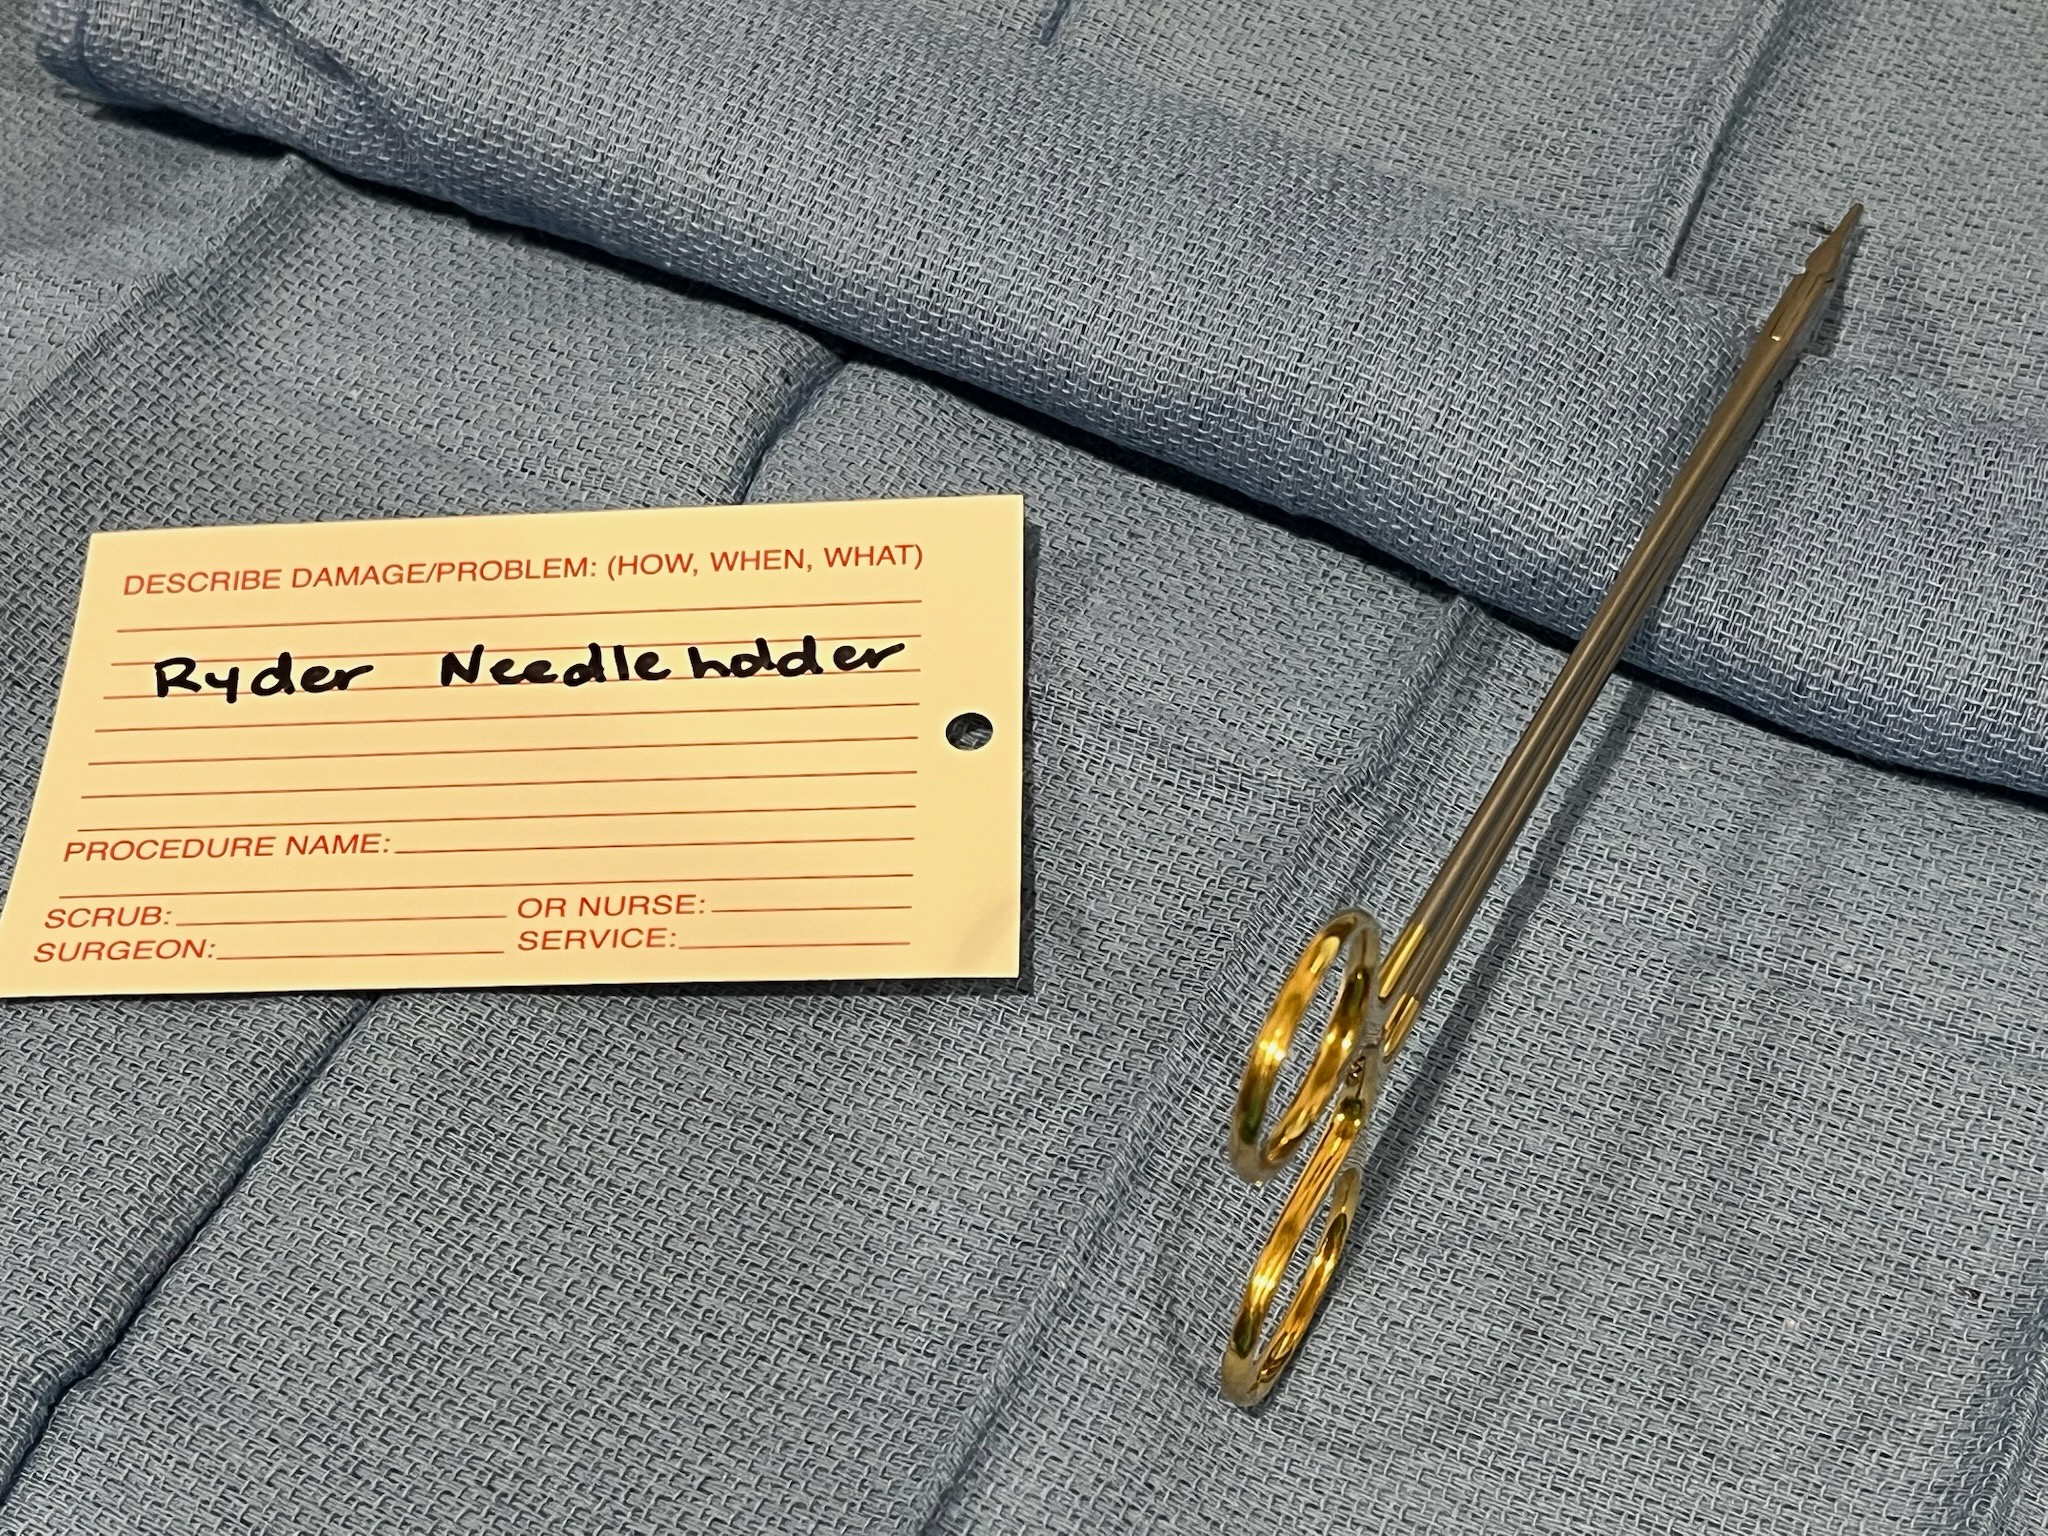 DESCRIBE DAMAGE/PROBLEM: (HOW, WHEN, WHAT)
Ryder Needleholder
PROCEDURE NAME:
SCRUB: OR NURSE:
SURGEON: SERVICE: